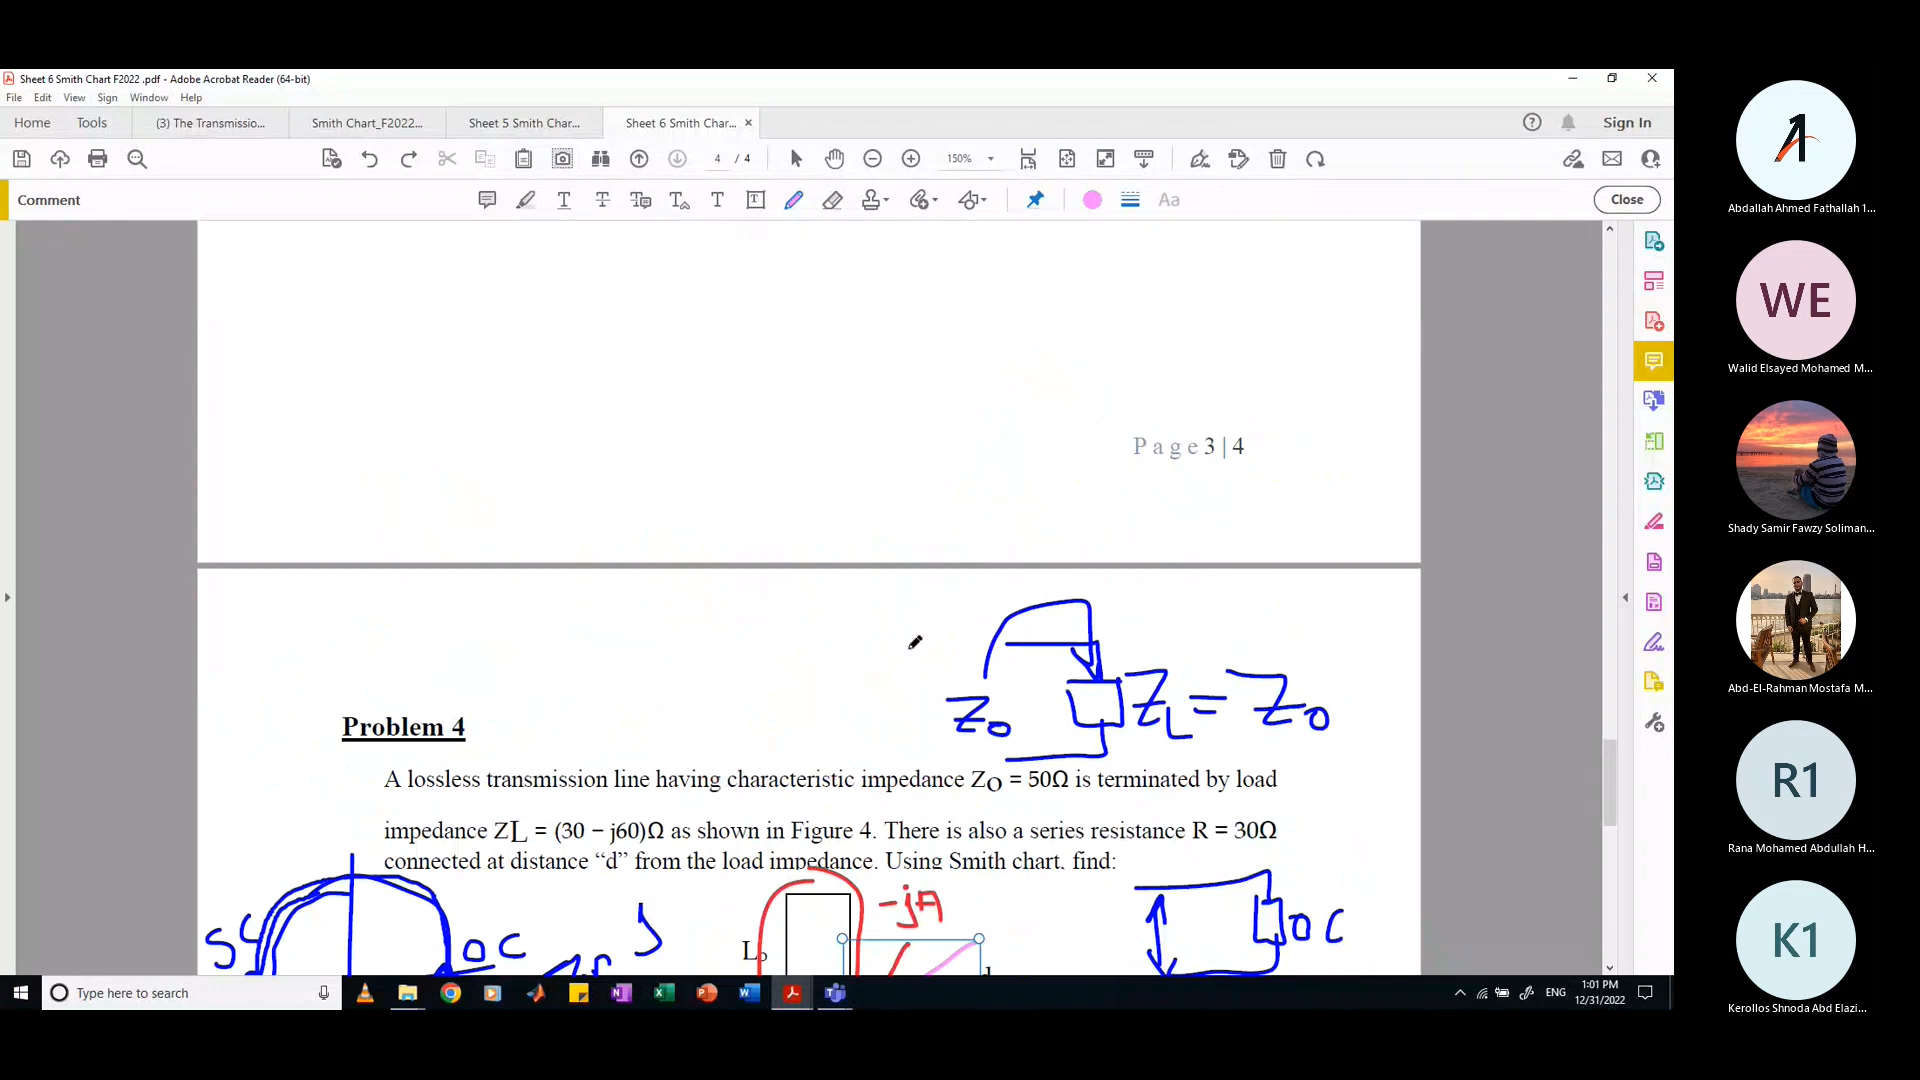 Sheet 6 Smith Chart F2022 .pdf - Adobe Acrobat Reader (64-bit)
File Edit View Sign Window Help
Home Tools (3) The Transmissio... Smith Chart_F2022... Sheet 5 Smith Char... Sheet 6 Smith Char... × Sign In
4 / 4 150%
Comment Close
Page 3 | 4
Zo ZL = Zo
Problem 4
A lossless transmission line having characteristic impedance ZO = 50Ω is terminated by load
impedance ZL = (30 − j60)Ω as shown in Figure 4. There is also a series resistance R = 30Ω
connected at distance “d” from the load impedance. Using Smith chart, find:
SC OC -jA OC
Lo d
Type here to search ENG 1:01 PM
12/31/2022
Abdallah Ahmed Fathallah 1...
WE
Walid Elsayed Mohamed M...
Shady Samir Fawzy Soliman...
Abd-El-Rahman Mostafa M...
R1
Rana Mohamed Abdullah H...
K1
Kerollos Shnoda Abd Elazi...